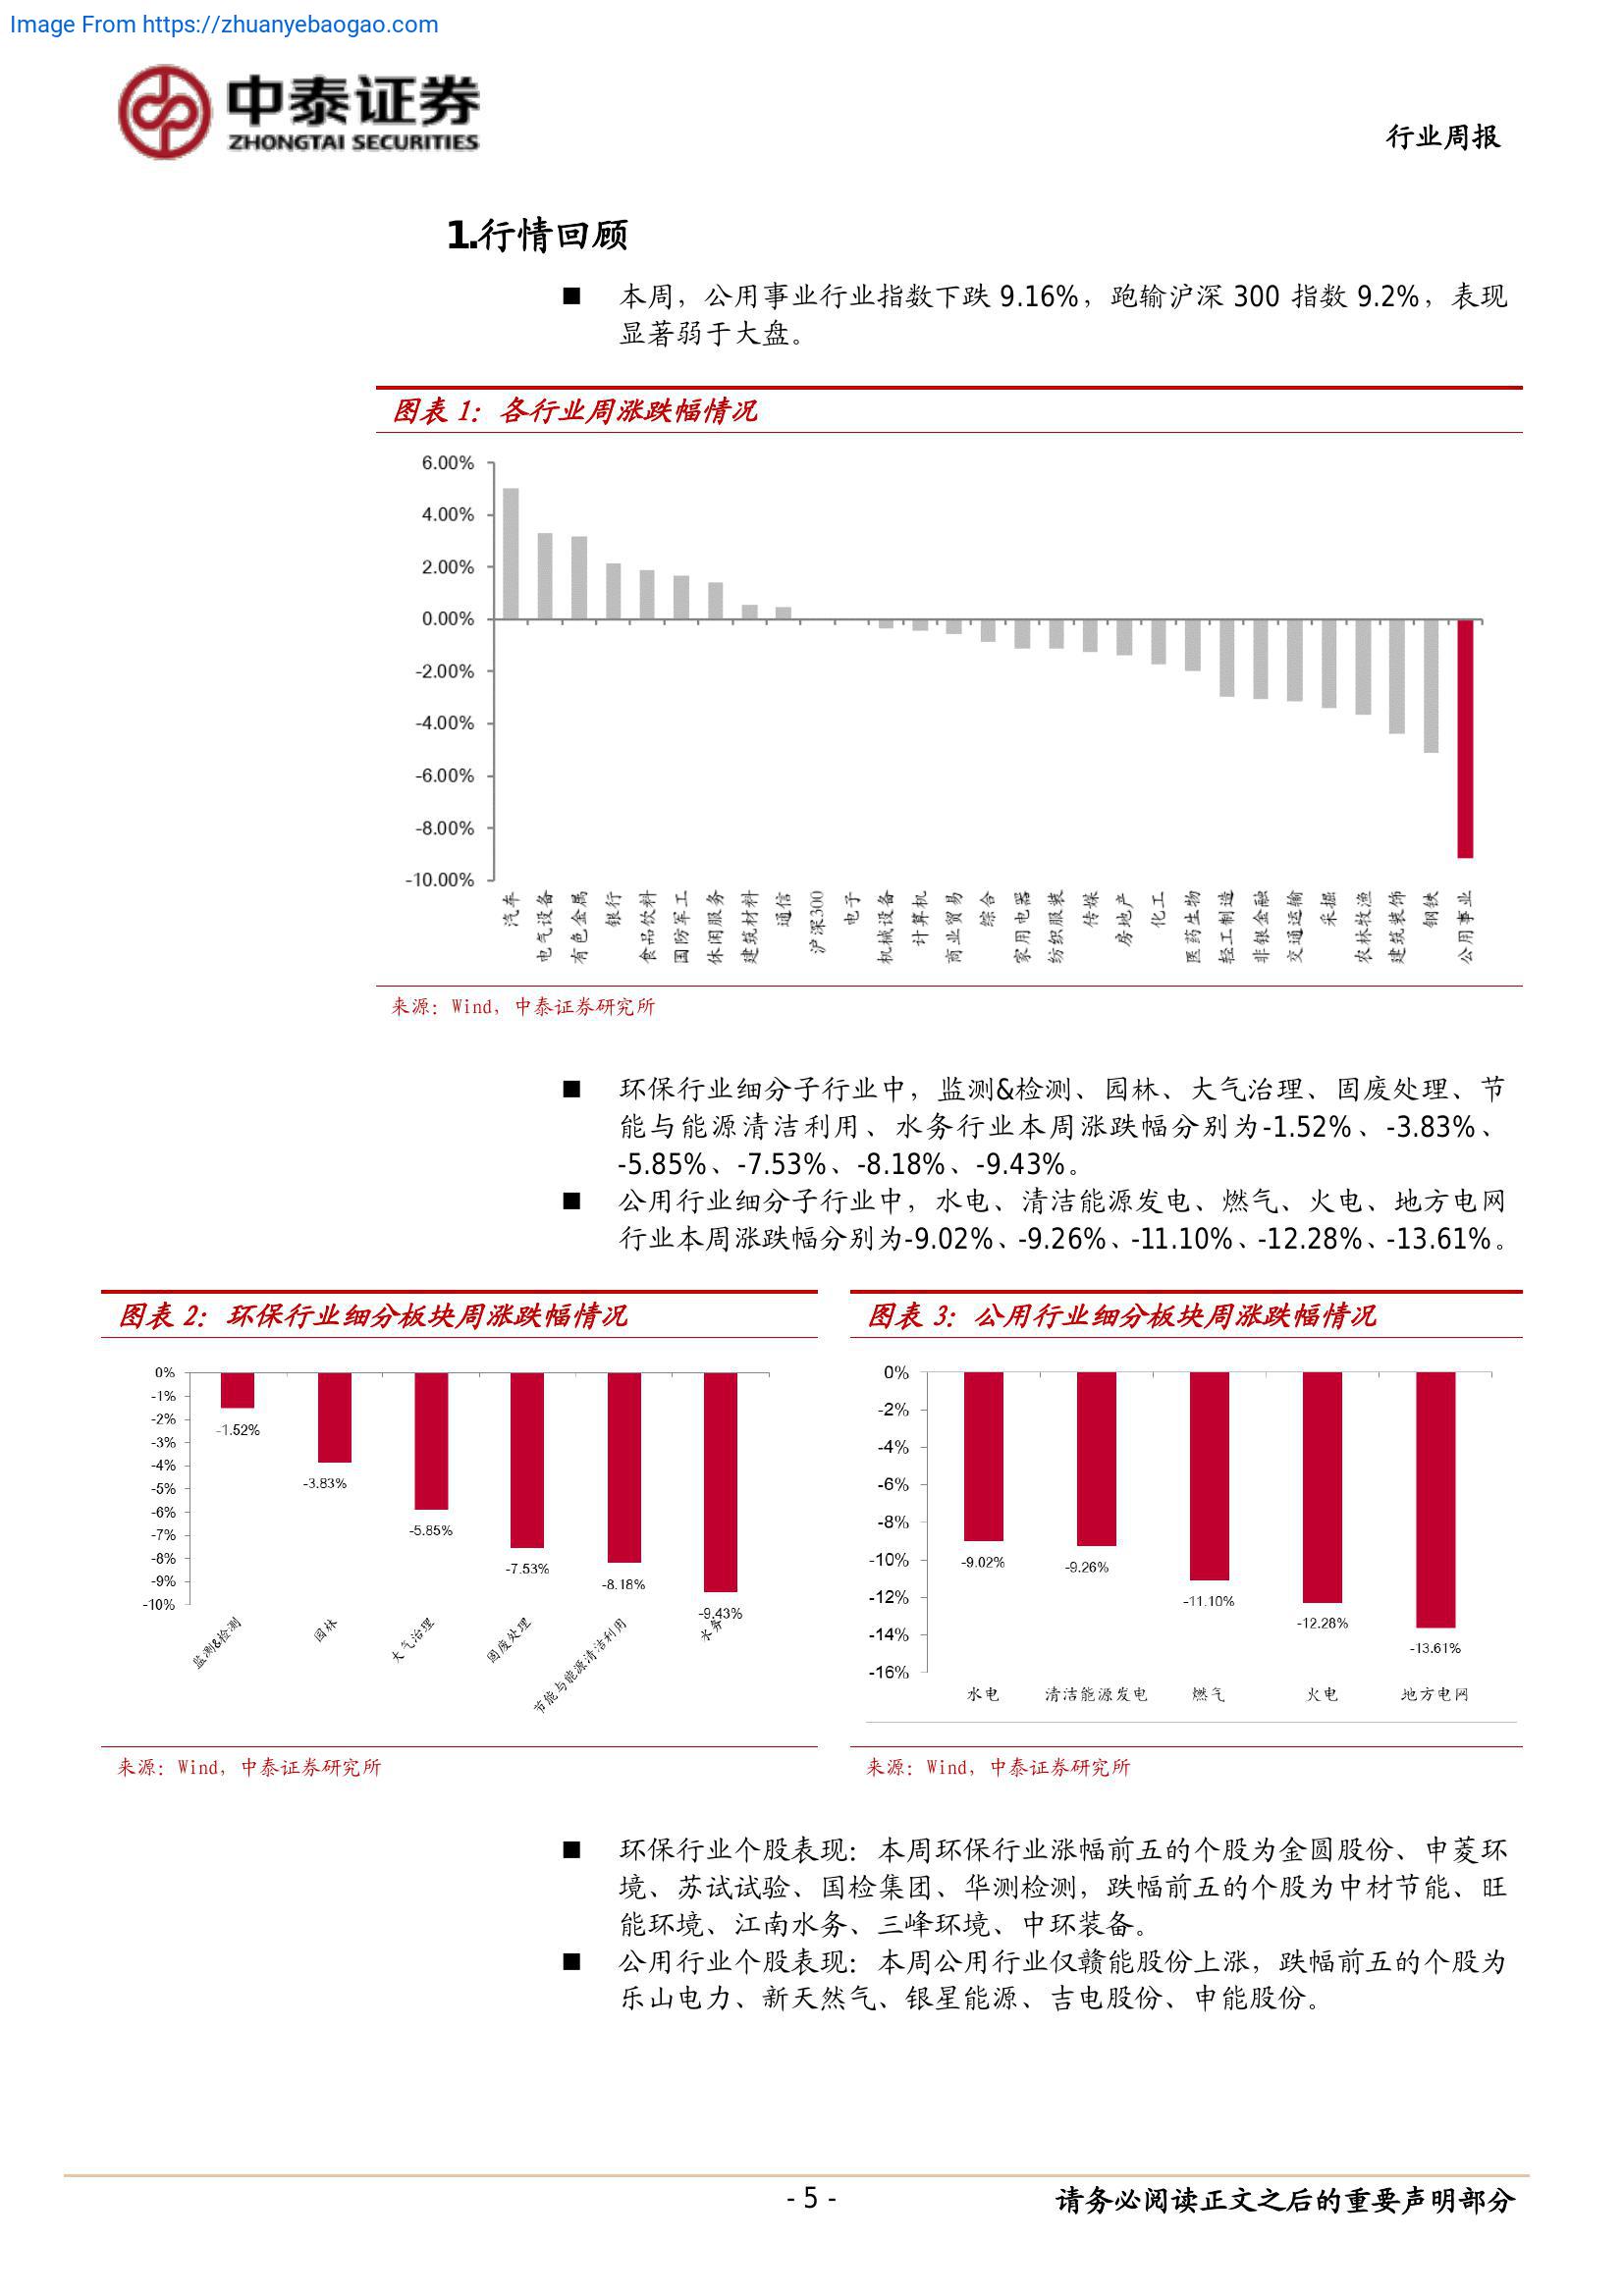 Image From https://zhuanyebaogao.com
中泰证券
ZHONGTAI SECURITIES
行业周报
1.行情回顾
■ 本周，公用事业行业指数下跌 9.16%，跑输沪深 300 指数 9.2%，表现
显著弱于大盘。
图表 1：各行业周涨跌幅情况
6.00%
4.00%
2.00%
0.00%
-2.00%
-4.00%
-6.00%
-8.00%
-10.00%
汽车
电气设备
有色金属
银行
食品饮料
国防军工
休闲服务
建筑材料
通信
沪深300
电子
机械设备
计算机
商业贸易
综合
家用电器
纺织服装
传媒
房地产
化工
医药生物
轻工制造
非银金融
交通运输
采掘
农林牧渔
建筑装饰
钢铁
公用事业
来源：Wind，中泰证券研究所
■ 环保行业细分子行业中，监测&检测、园林、大气治理、固废处理、节
能与能源清洁利用、水务行业本周涨跌幅分别为-1.52%、-3.83%、
-5.85%、-7.53%、-8.18%、-9.43%。
■ 公用行业细分子行业中，水电、清洁能源发电、燃气、火电、地方电网
行业本周涨跌幅分别为-9.02%、-9.26%、-11.10%、-12.28%、-13.61%。
图表 2：环保行业细分板块周涨跌幅情况
0%
-1%
-2%
-3%
-4%
-5%
-6%
-7%
-8%
-9%
-10%
-1.52%
-3.83%
-5.85%
-7.53%
-8.18%
-9.43%
监测&检测
园林
大气治理
固废处理
节能与能源清洁利用
水务
来源：Wind，中泰证券研究所
图表 3：公用行业细分板块周涨跌幅情况
0%
-2%
-4%
-6%
-8%
-10%
-12%
-14%
-16%
-9.02%
-9.26%
-11.10%
-12.28%
-13.61%
水电
清洁能源发电
燃气
火电
地方电网
来源：Wind，中泰证券研究所
■ 环保行业个股表现：本周环保行业涨幅前五的个股为金圆股份、申菱环
境、苏试试验、国检集团、华测检测，跌幅前五的个股为中材节能、旺
能环境、江南水务、三峰环境、中环装备。
■ 公用行业个股表现：本周公用行业仅赣能股份上涨，跌幅前五的个股为
乐山电力、新天然气、银星能源、吉电股份、申能股份。
- 5 -
请务必阅读正文之后的重要声明部分